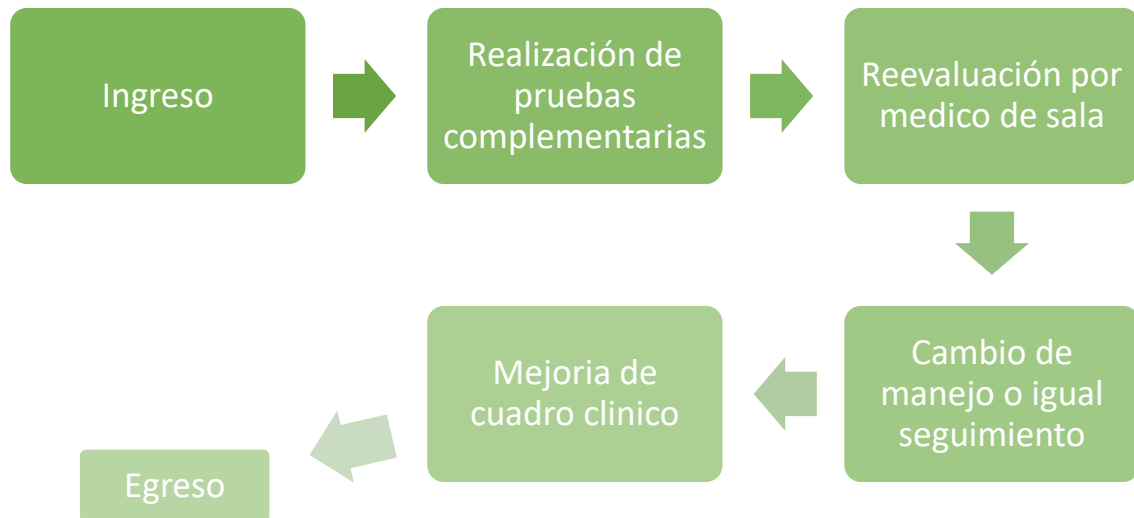 Ingreso
Realización de
pruebas
complementarias
Reevaluación por
medico de sala
Cambio de
manejo o igual
seguimiento
Mejoria de
cuadro clinico
Egreso